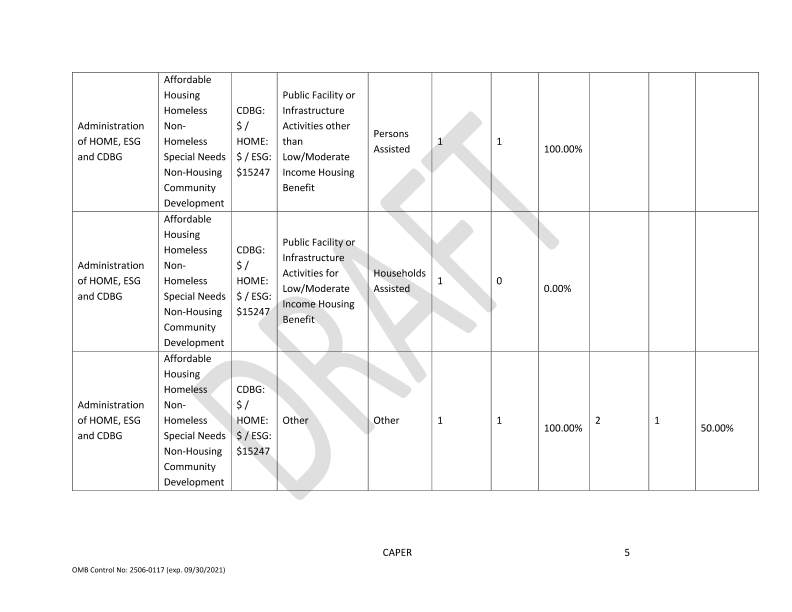 Administration
of HOME, ESG
and CDBG
Affordable
Housing
Homeless
Non-
Homeless
Special Needs
Non-Housing
Community
Development
CDBG:
$ /
HOME:
$ / ESG:
$15247
Public Facility or
Infrastructure
Activities other
than
Low/Moderate
Income Housing
Benefit
Persons
Assisted
1
1
100.00%
Administration
of HOME, ESG
and CDBG
Affordable
Housing
Homeless
Non-
Homeless
Special Needs
Non-Housing
Community
Development
CDBG:
$ /
HOME:
$ / ESG:
$15247
Public Facility or
Infrastructure
Activities for
Low/Moderate
Income Housing
Benefit
Households
Assisted
1
0
0.00%
Administration
of HOME, ESG
and CDBG
Affordable
Housing
Homeless
Non-
Homeless
Special Needs
Non-Housing
Community
Development
CDBG:
$ /
HOME:
$ / ESG:
$15247
Other
Other
1
1
100.00%
2
1
50.00%
DRAFT
CAPER
5
OMB Control No: 2506-0117 (exp. 09/30/2021)